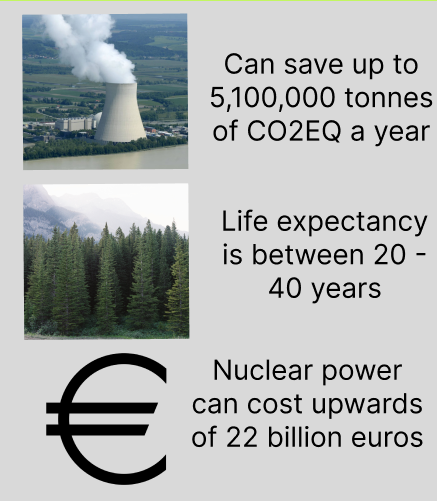 Can save up to
5,100,000 tonnes
of CO2EQ a year
Life expectancy
is between 20 -
40 years
€
Nuclear power
can cost upwards
of 22 billion euros